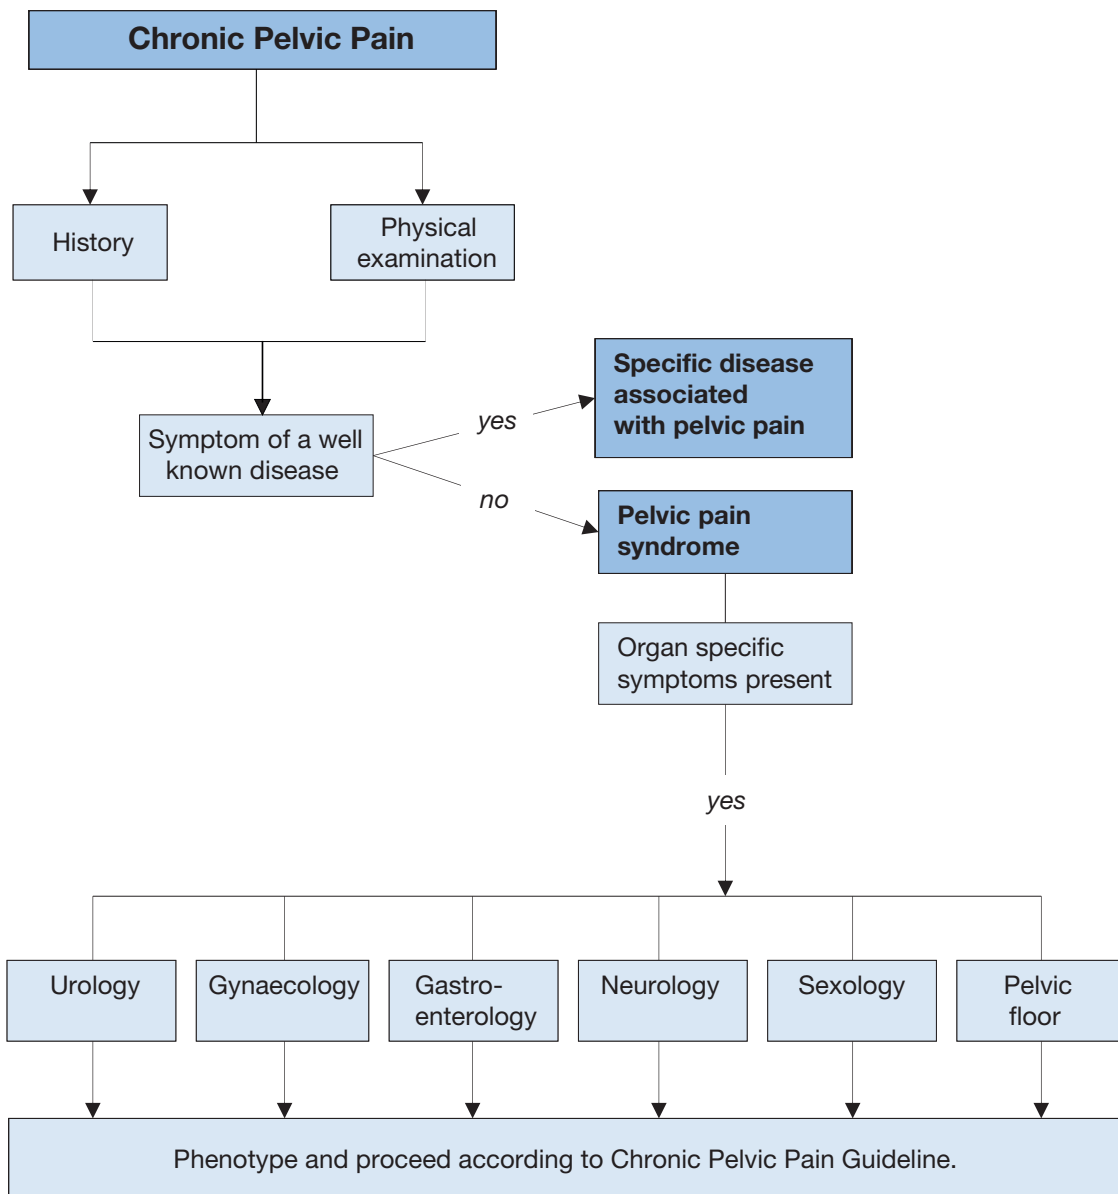 Chronic Pelvic Pain
History
Physical
examination
Symptom of a well
known disease
yes
Specific disease
associated
with pelvic pain
no
Pelvic pain
syndrome
Organ specific
symptoms present
yes
Urology
Gynaecology
Gastro-
enterology
Neurology
Sexology
Pelvic
floor
Phenotype and proceed according to Chronic Pelvic Pain Guideline.